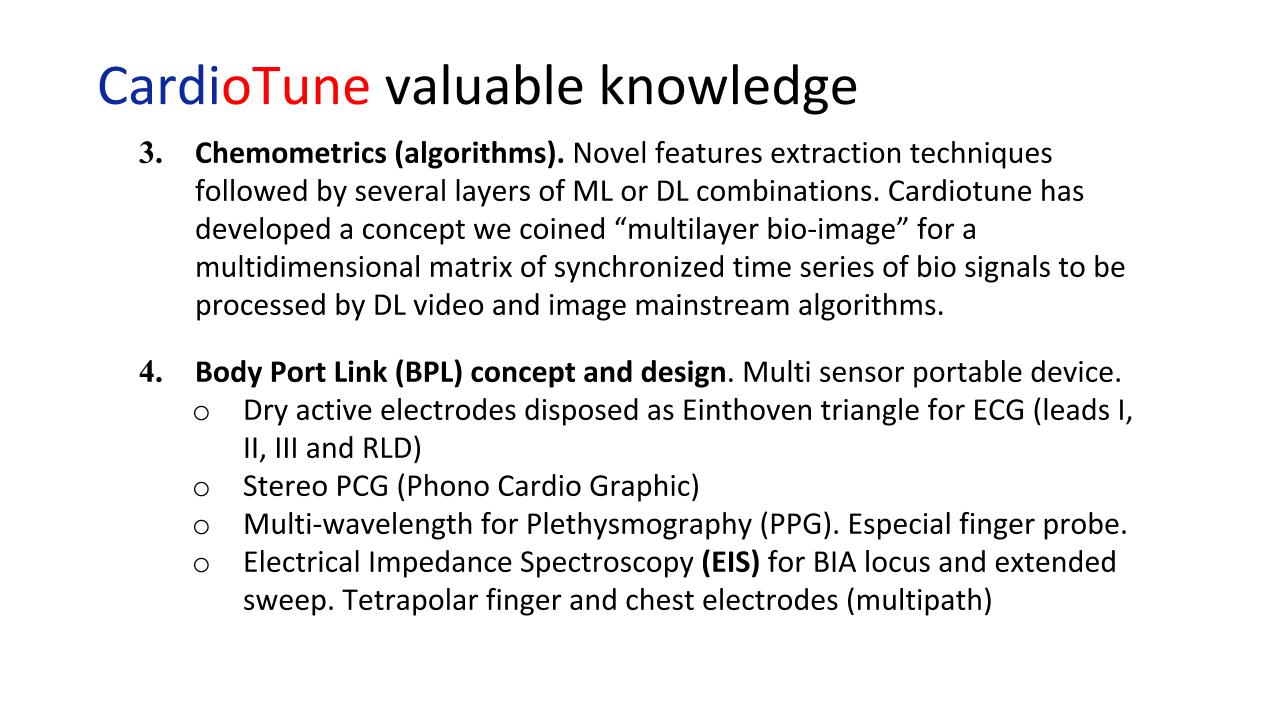 CardioTune valuable knowledge
3. Chemometrics (algorithms). Novel features extraction techniques
followed by several layers of ML or DL combinations. Cardiotune has
developed a concept we coined “multilayer bio-image” for a
multidimensional matrix of synchronized time series of bio signals to be
processed by DL video and image mainstream algorithms.
4. Body Port Link (BPL) concept and design. Multi sensor portable device.
o Dry active electrodes disposed as Einthoven triangle for ECG (leads I,
II, III and RLD)
o Stereo PCG (Phono Cardio Graphic)
o Multi-wavelength for Plethysmography (PPG). Especial finger probe.
o Electrical Impedance Spectroscopy (EIS) for BIA locus and extended
sweep. Tetrapolar finger and chest electrodes (multipath)